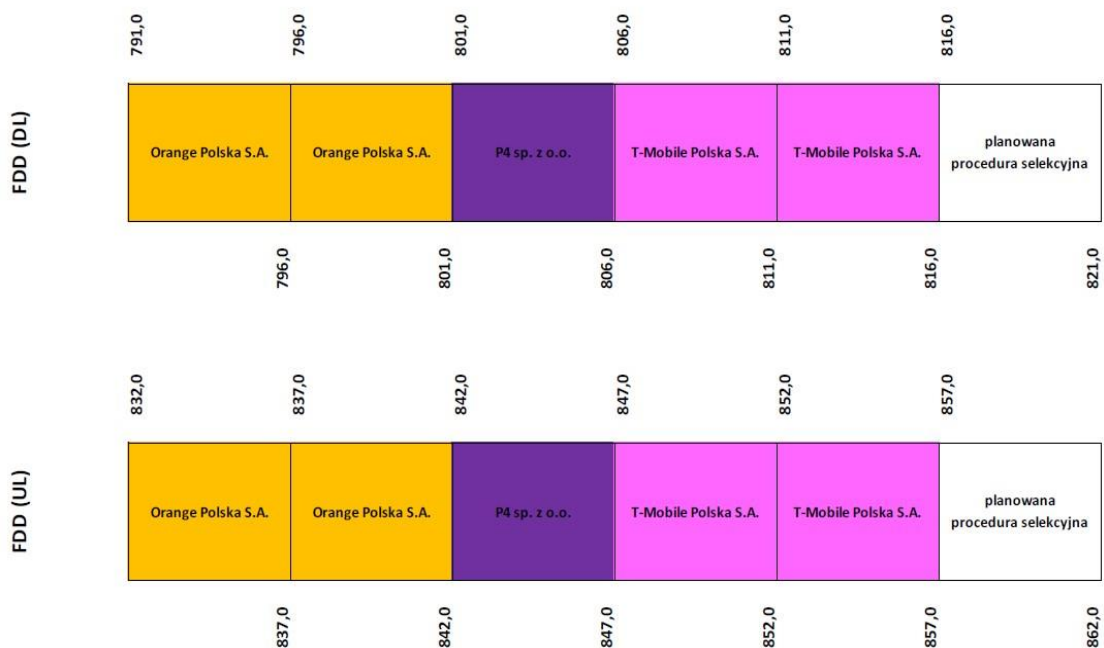 791,0 796,0 801,0 806,0 811,0 816,0
FDD (DL)
Orange Polska S.A. Orange Polska S.A. P4 sp. z o.o. T-Mobile Polska S.A. T-Mobile Polska S.A. planowana
procedura selekcyjna
796,0 801,0 806,0 811,0 816,0 821,0
832,0 837,0 842,0 847,0 852,0 857,0
FDD (UL)
Orange Polska S.A. Orange Polska S.A. P4 sp. z o.o. T-Mobile Polska S.A. T-Mobile Polska S.A. planowana
procedura selekcyjna
837,0 842,0 847,0 852,0 857,0 862,0